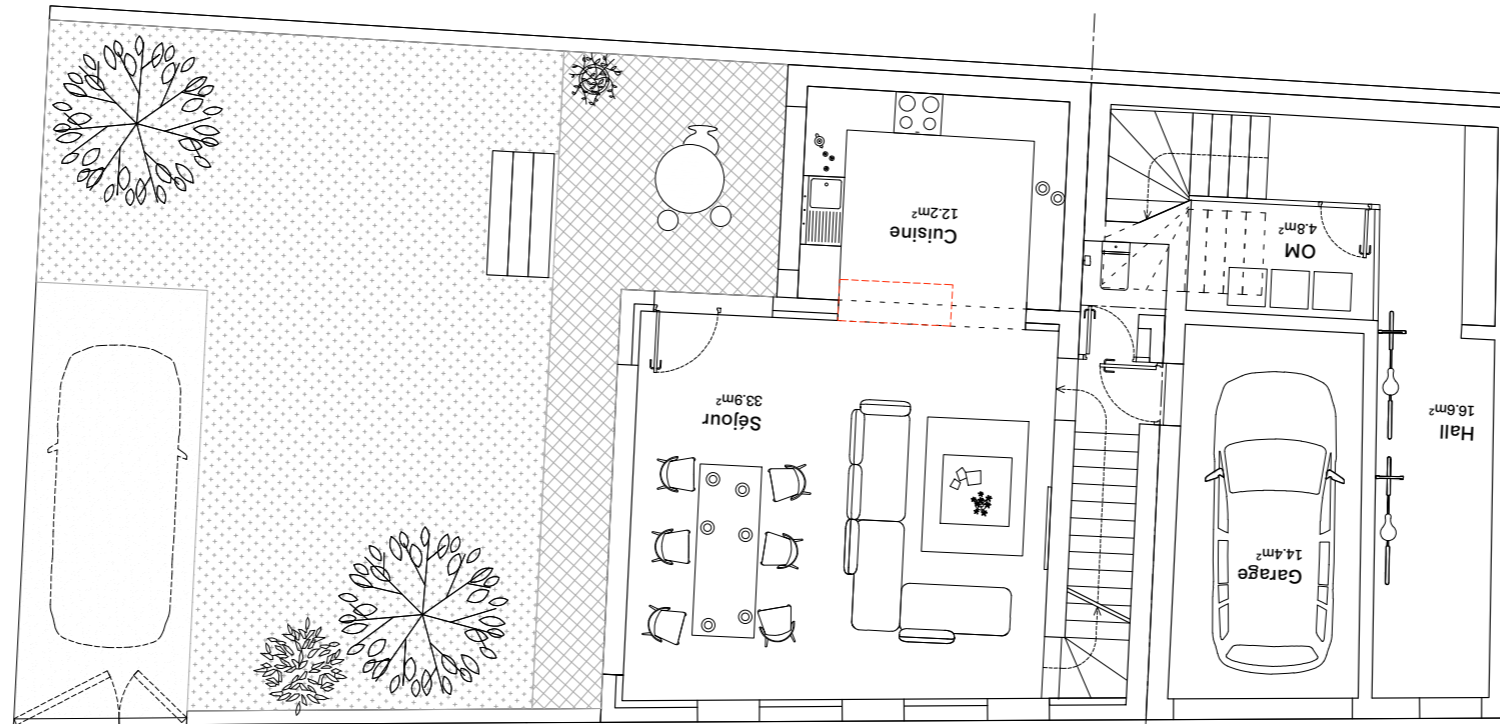 Cuisine
12.2m²
OM
4.8m²
Séjour
33.9m²
Hall
16.6m²
Garage
14.4m²